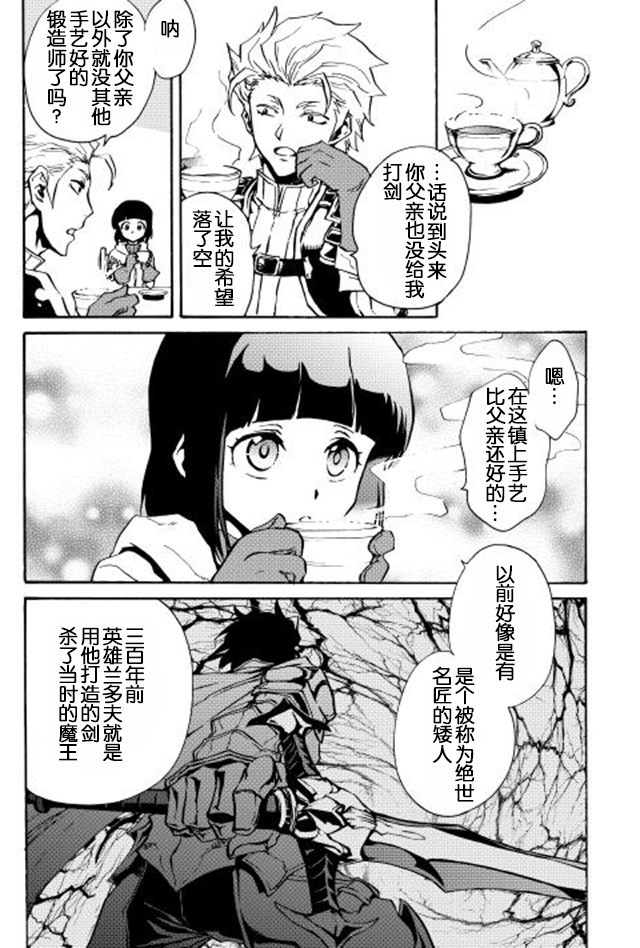 …话说到头来
你父亲也没给我
打剑
让我的希望
落了空
呐
除了你父亲
以外就没其他
手艺好的
锻造师了吗？
嗯…
在这镇上手艺
比父亲还好的…
以前好像是有
是个被称为绝世
名匠的矮人
三百年前
英雄兰多夫就是
用他打造的剑
杀了当时的魔王